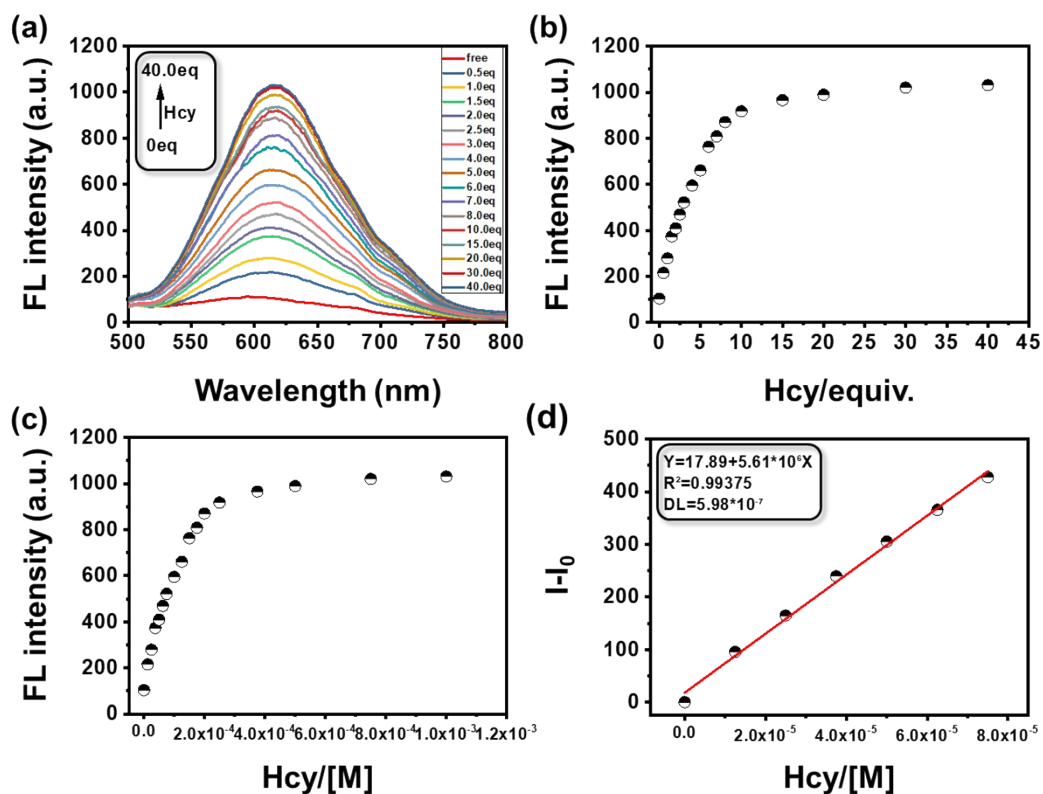 (a)
FL intensity (a.u.)
1200
1000
800
600
400
200
0
40.0eq
Hcy
0eq
free
0.5eq
1.0eq
1.5eq
2.0eq
2.5eq
3.0eq
4.0eq
5.0eq
6.0eq
7.0eq
8.0eq
10.0eq
15.0eq
20.0eq
30.0eq
40.0eq
500 550 600 650 700 750 800
Wavelength (nm)
(b)
FL intensity (a.u.)
1200
1000
800
600
400
200
0
0 5 10 15 20 25 30 35 40 45
Hcy/equiv.
(c)
FL intensity (a.u.)
1200
1000
800
600
400
200
0
0.0 2.0x10⁻⁴ 4.0x10⁻⁴ 6.0x10⁻⁴ 8.0x10⁻⁴ 1.0x10⁻³ 1.2x10⁻³
Hcy/[M]
(d)
I-I₀
500
400
300
200
100
0
Y=17.89+5.61*10⁶X
R²=0.99375
DL=5.98*10⁻⁷
0.0 2.0x10⁻⁵ 4.0x10⁻⁵ 6.0x10⁻⁵ 8.0x10⁻⁵
Hcy/[M]